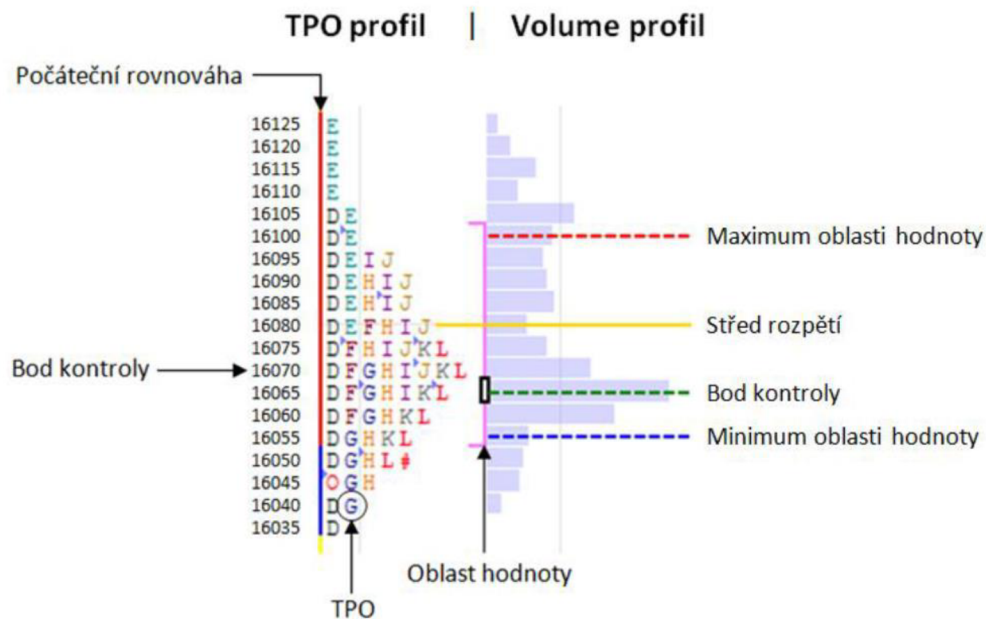 TPO profil | Volume profil
Počáteční rovnováha
16125 E
16120 E
16115 E
16110 E
16105 D E
16100 D E
16095 D E I J
16090 D E H I J
16085 D E H I J
16080 D E F H I J
16075 D F H I J K L
16070 D F G H I J K L
16065 D F G H I K L
16060 D F G H K L
16055 D G H K L
16050 D G H L #
16045 O G H
16040 D G
16035 D
Bod kontroly
Maximum oblasti hodnoty
Střed rozpětí
Bod kontroly
Minimum oblasti hodnoty
Oblast hodnoty
TPO